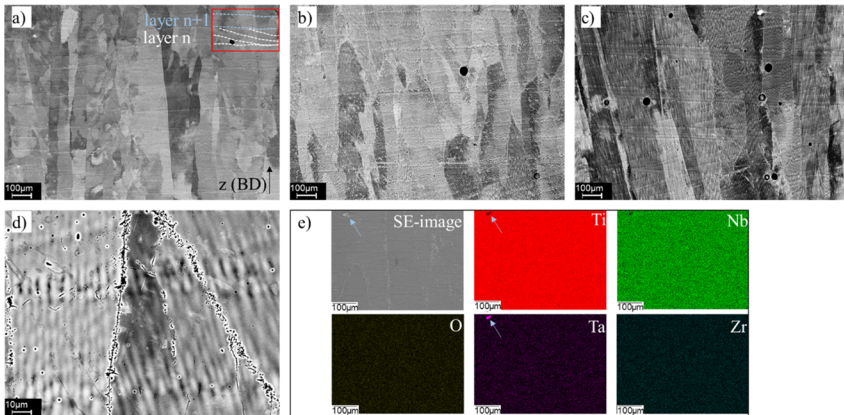 a)
layer n+1
layer n
z (BD)
100µm
b)
100µm
c)
100µm
d)
10µm
e)
SE-image
100µm
Ti
100µm
Nb
100µm
O
100µm
Ta
100µm
Zr
100µm